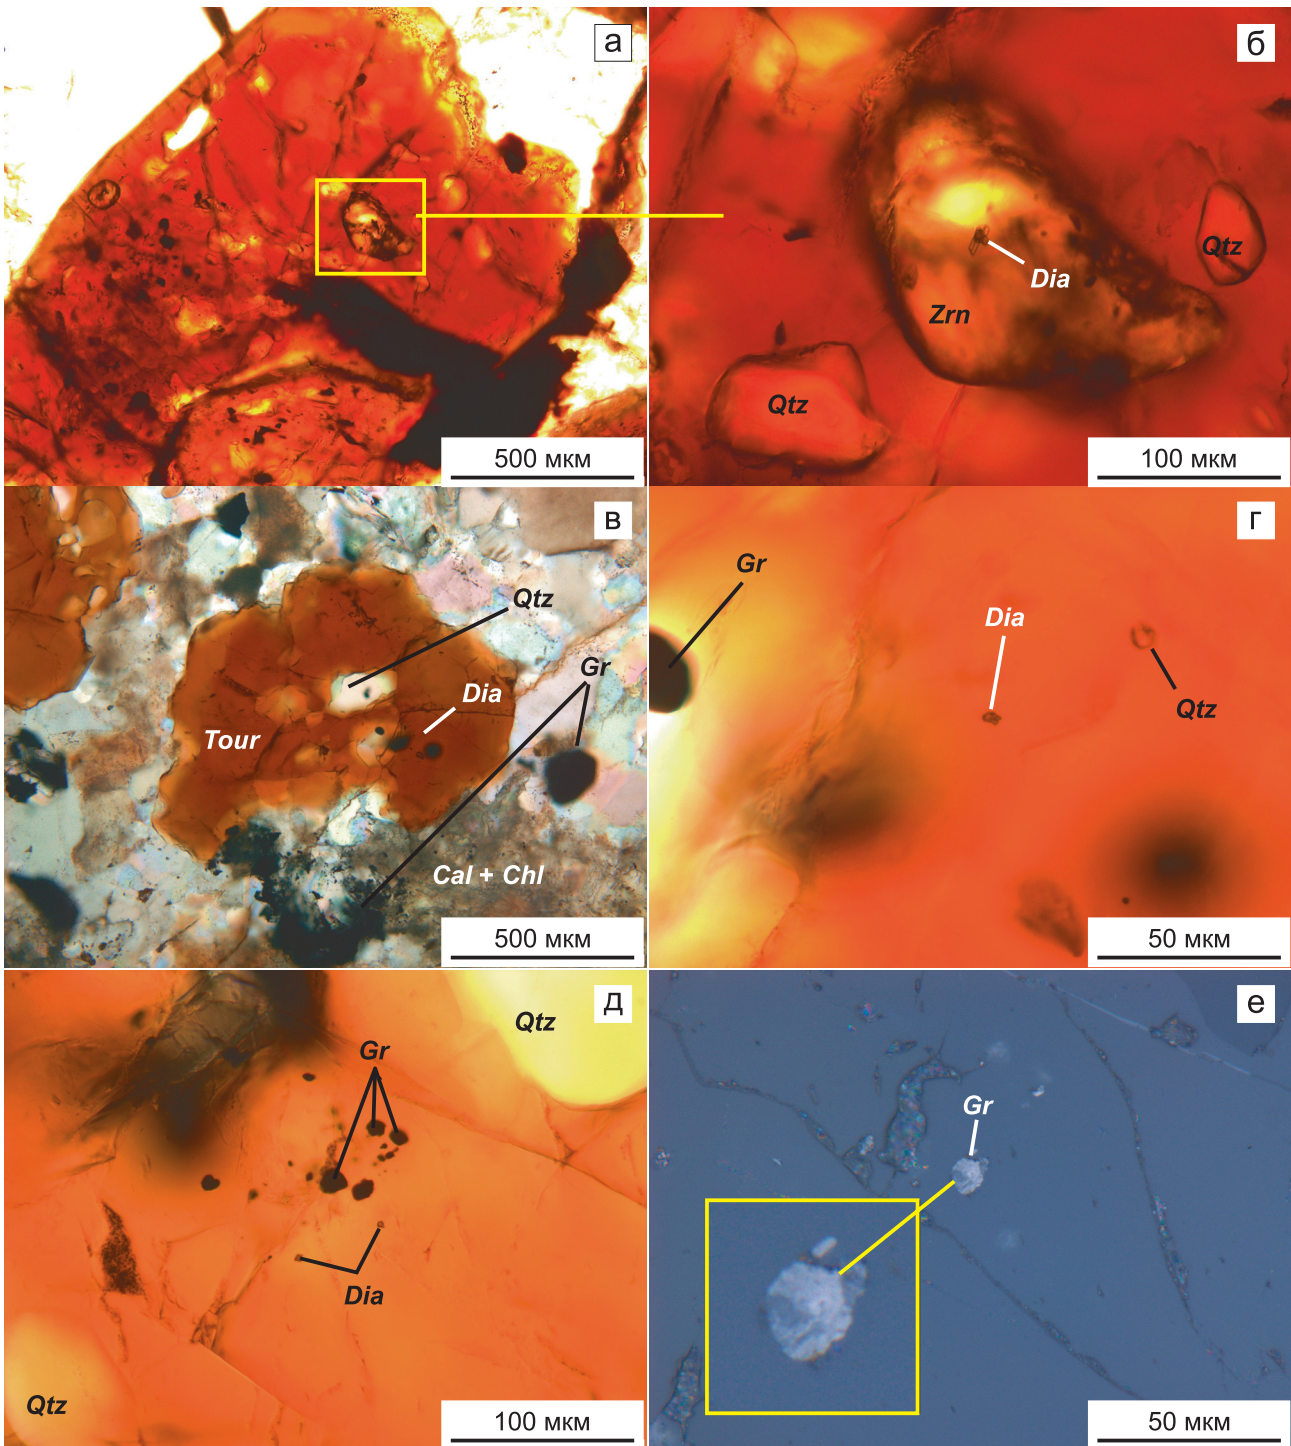 а
500 мкм
б
Dia
Qtz
Zrn
Qtz
100 мкм
в
Qtz
Gr
Dia
Tour
Cal + Chl
500 мкм
г
Gr
Dia
Qtz
50 мкм
д
Qtz
Gr
Dia
Qtz
100 мкм
е
Gr
50 мкм